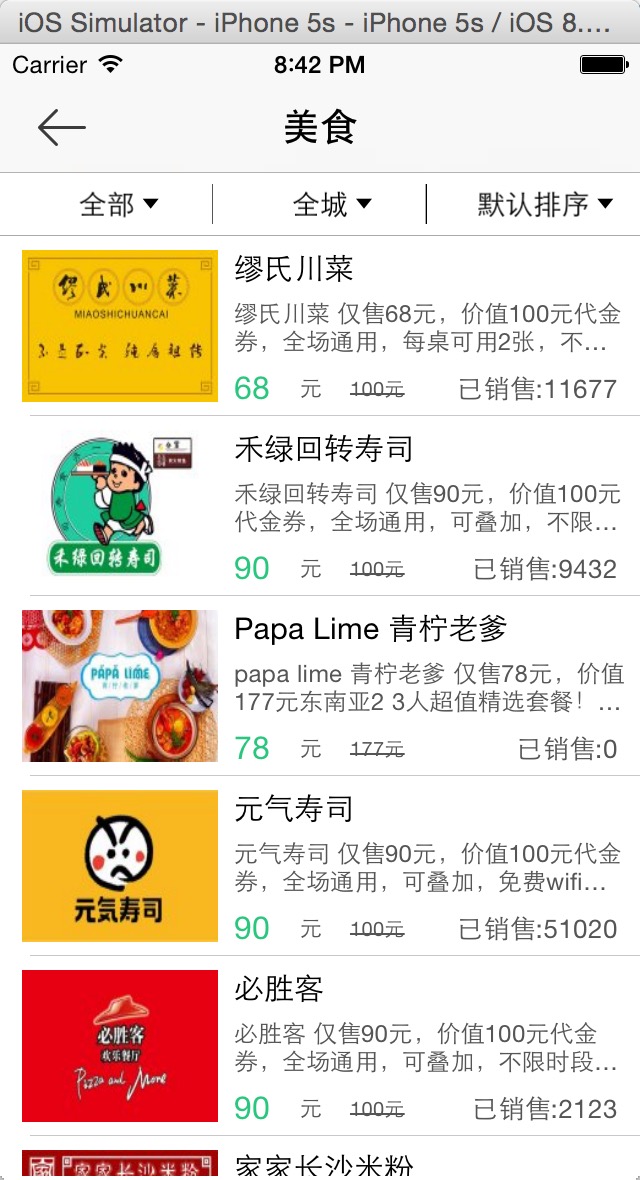 iOS Simulator - iPhone 5s - iPhone 5s / iOS 8....
Carrier 8:42 PM
美食
全部 全城 默认排序
缪氏川菜
MIAOSHICHUANCAI
缪氏川菜
缪氏川菜 仅售68元，价值100元代金
券，全场通用，每桌可用2张，不...
68 元 100元 已销售:11677
禾绿回转寿司
禾绿回转寿司
禾绿回转寿司 仅售90元，价值100元
代金券，全场通用，可叠加，不限...
90 元 100元 已销售:9432
PAPA LIME
青柠老爹
Papa Lime 青柠老爹
papa lime 青柠老爹 仅售78元，价值
177元东南亚2 3人超值精选套餐！...
78 元 177元 已销售:0
元气寿司
元气寿司
元气寿司 仅售90元，价值100元代金
券，全场通用，可叠加，免费wifi...
90 元 100元 已销售:51020
必胜客
欢乐餐厅
Pizza and More
必胜客
必胜客 仅售90元，价值100元代金
券，全场通用，可叠加，不限时段...
90 元 100元 已销售:2123
家家长沙米粉
家家长沙米粉